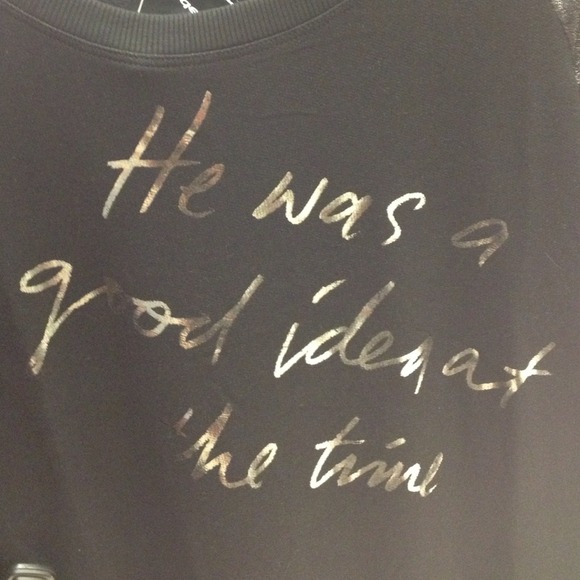 He was a
good idea at
the time